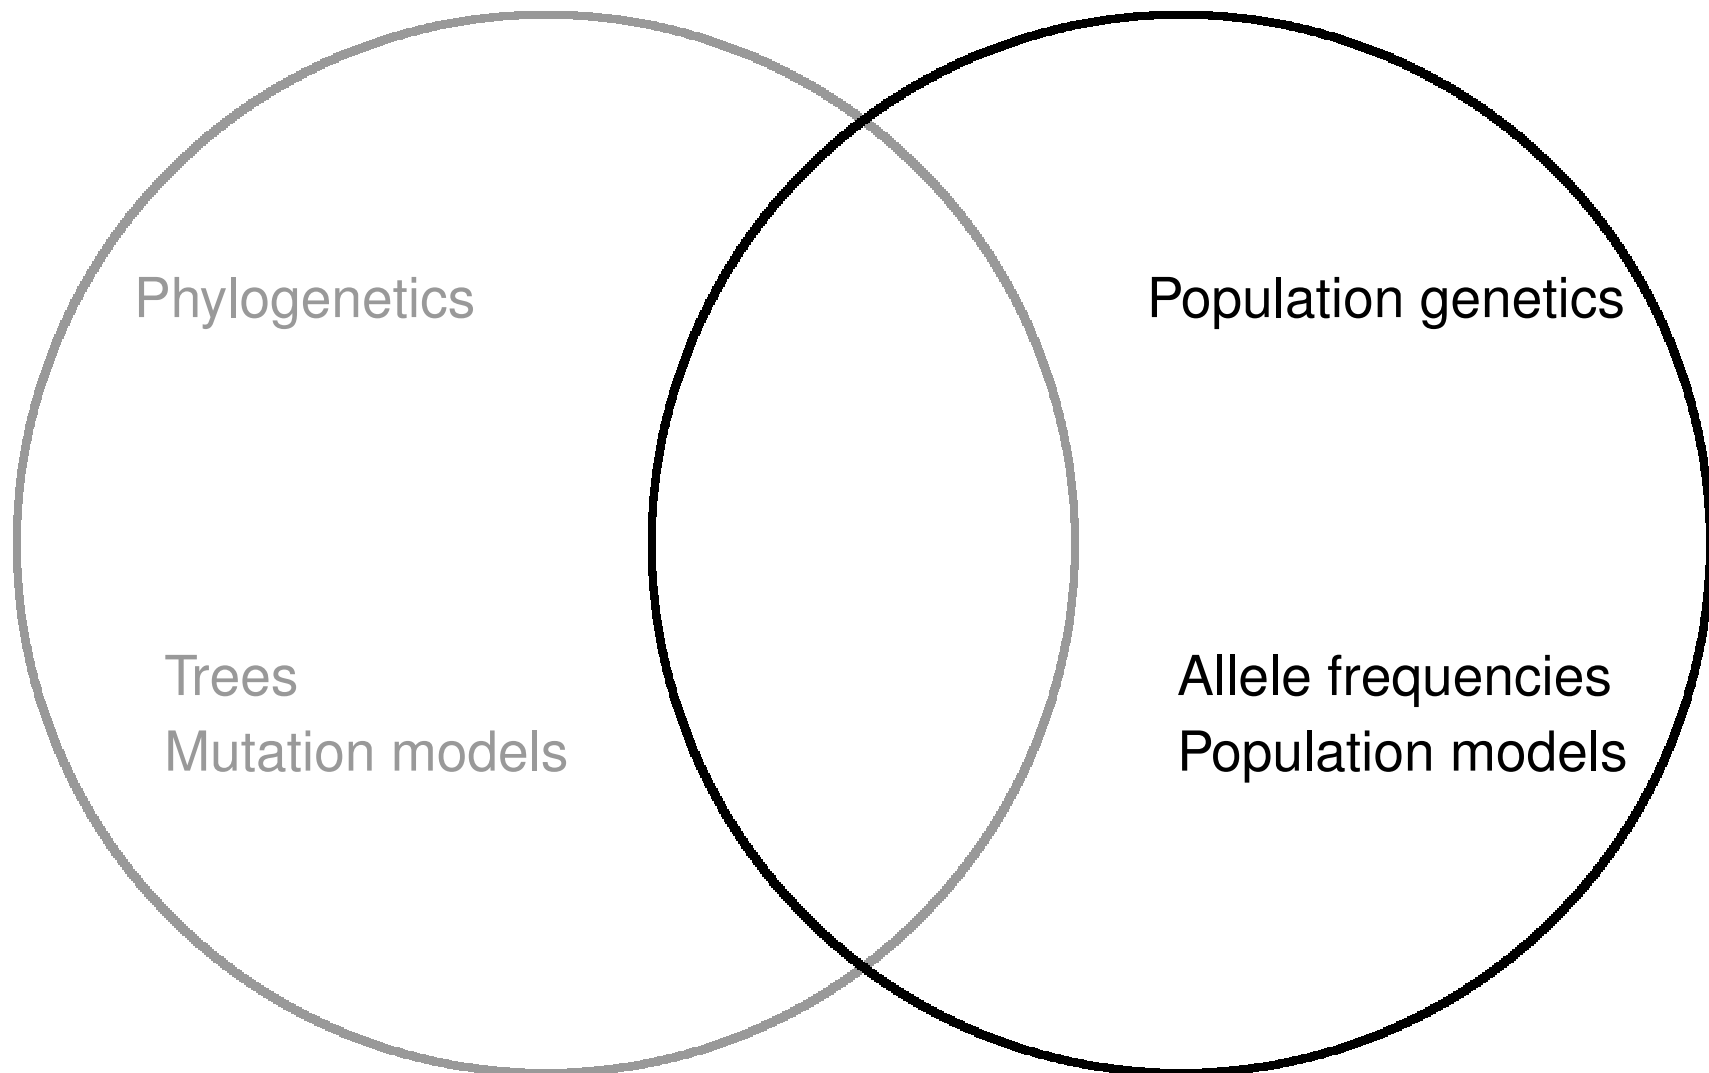 Phylogenetics
Population genetics
Trees
Mutation models
Allele frequencies
Population models